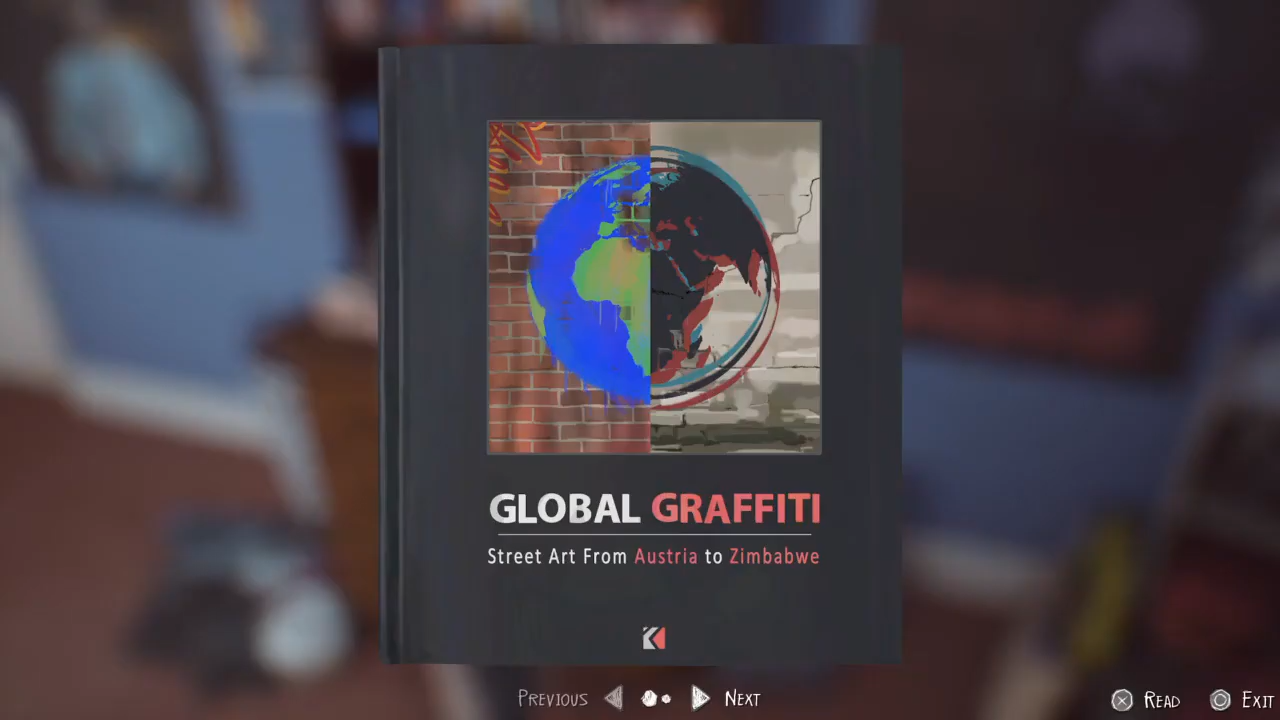 GLOBAL GRAFFITI
Street Art From Austria to Zimbabwe
PREVIOUS
NEXT
READ
EXIT